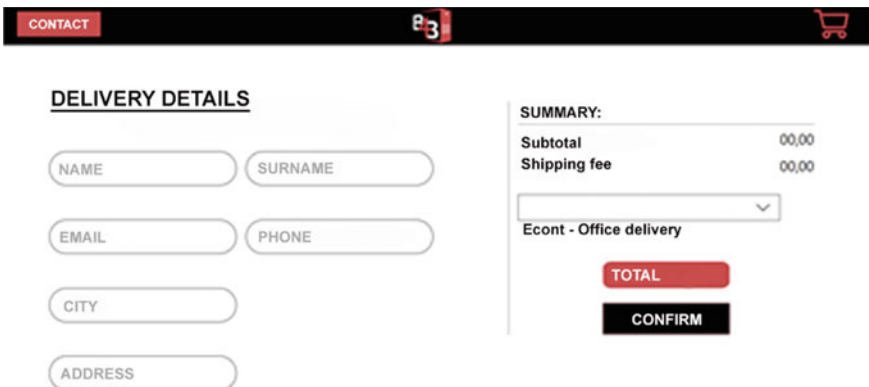 CONTACT
B43
DELIVERY DETAILS
NAME
SURNAME
EMAIL
PHONE
CITY
ADDRESS
SUMMARY:
Subtotal 00,00
Shipping fee 00,00
Econt - Office delivery
TOTAL
CONFIRM